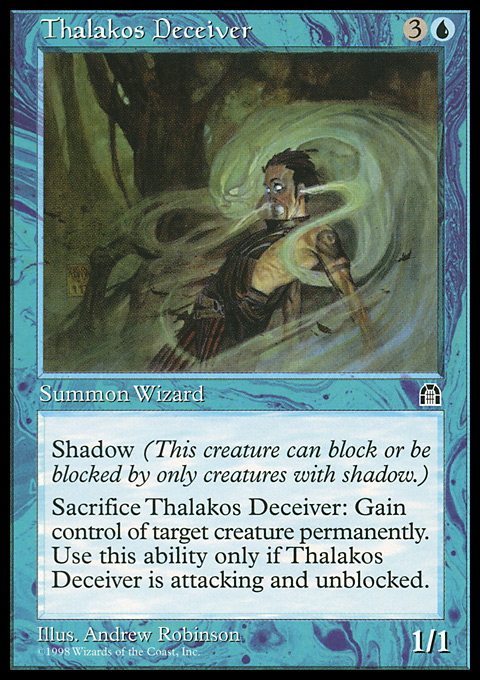 Thalakos Deceiver 3
Summon Wizard
Shadow (This creature can block or be
blocked by only creatures with shadow.)
Sacrifice Thalakos Deceiver: Gain
control of target creature permanently.
Use this ability only if Thalakos
Deceiver is attacking and unblocked.
Illus. Andrew Robinson
©1998 Wizards of the Coast, Inc.
1/1